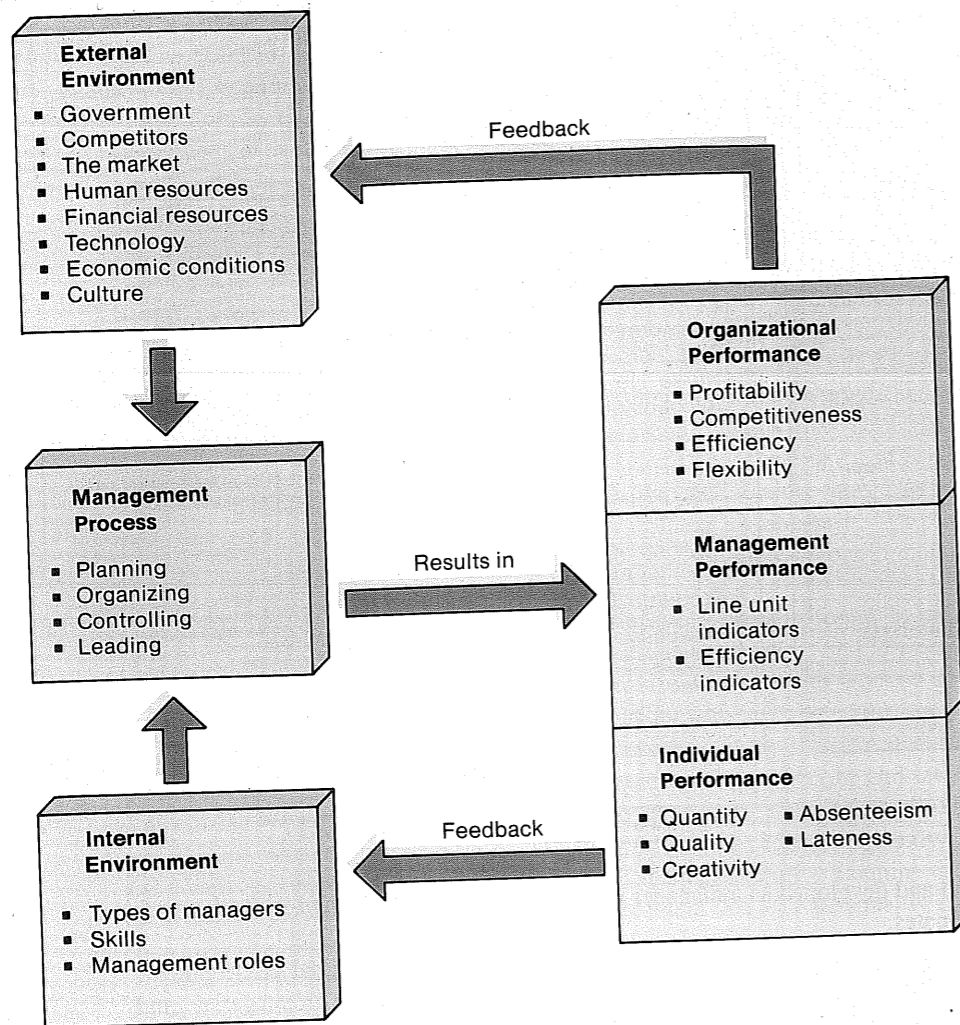 External
Environment
▪ Government
▪ Competitors
▪ The market
▪ Human resources
▪ Financial resources
▪ Technology
▪ Economic conditions
▪ Culture
Feedback
Organizational
Performance
▪ Profitability
▪ Competitiveness
▪ Efficiency
▪ Flexibility
Management
Process
▪ Planning
▪ Organizing
▪ Controlling
▪ Leading
Results in
Management
Performance
▪ Line unit
indicators
▪ Efficiency
indicators
Individual
Performance
▪ Quantity ▪ Absenteeism
▪ Quality ▪ Lateness
▪ Creativity
Feedback
Internal
Environment
▪ Types of managers
▪ Skills
▪ Management roles